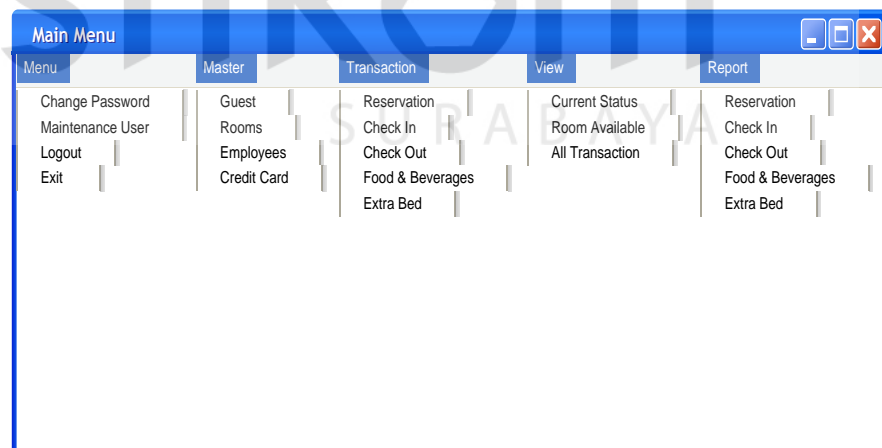 Main Menu
Menu Master Transaction View Report
Change Password Guest Reservation Current Status Reservation
Maintenance User Rooms Check In Room Available Check In
Logout Employees Check Out All Transaction Check Out
Exit Credit Card Food & Beverages Food & Beverages
Extra Bed Extra Bed
SURABAYA